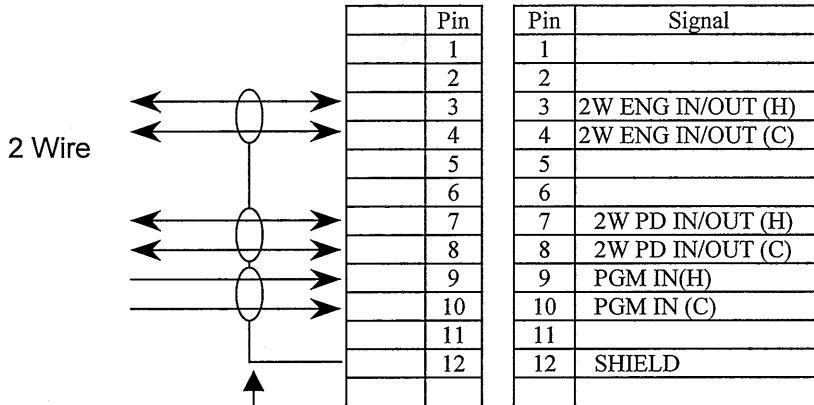 Pin Pin Signal
1 1
2 2
3 3 2W ENG IN/OUT (H)
4 4 2W ENG IN/OUT (C)
2 Wire
5 5
6 6
7 7 2W PD IN/OUT (H)
8 8 2W PD IN/OUT (C)
9 9 PGM IN(H)
10 10 PGM IN (C)
11 11
12 12 SHIELD